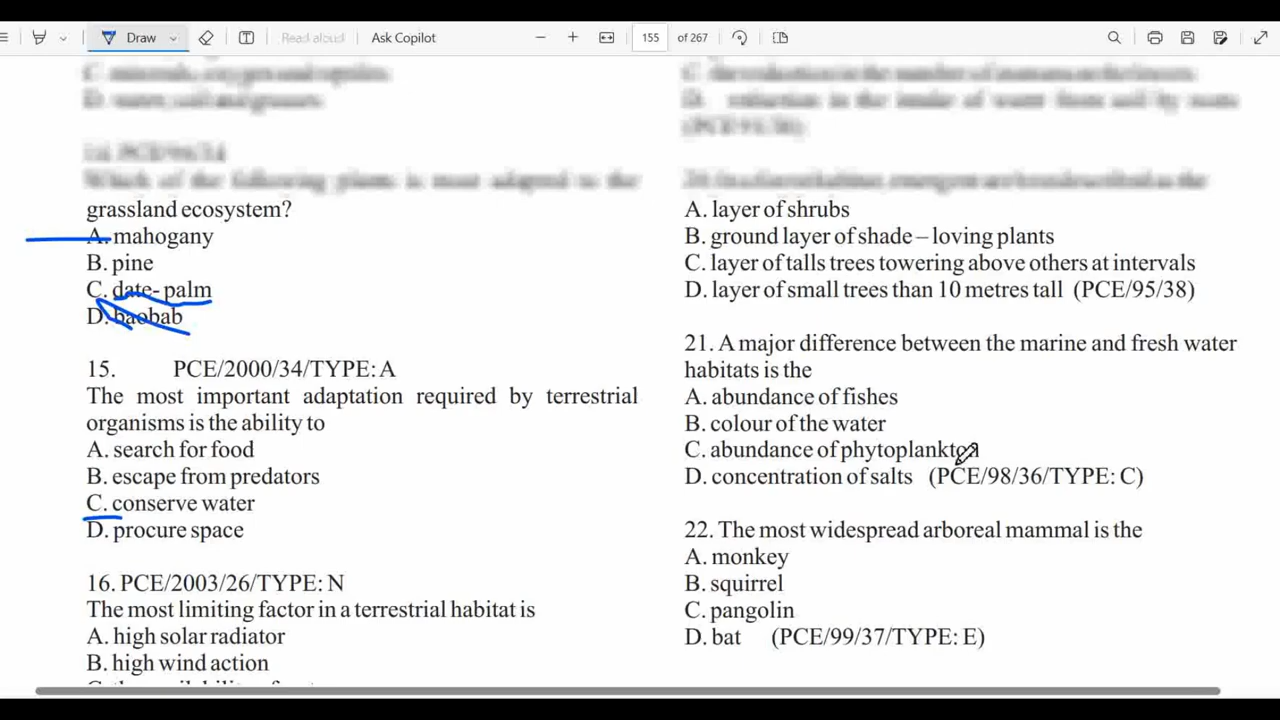 Draw
Read aloud
Ask Copilot
155
of 267
grassland ecosystem?
A. mahogany
B. pine
C. date- palm
D. baobab
15. PCE/2000/34/TYPE: A
The most important adaptation required by terrestrial
organisms is the ability to
A. search for food
B. escape from predators
C. conserve water
D. procure space
16. PCE/2003/26/TYPE: N
The most limiting factor in a terrestrial habitat is
A. high solar radiator
B. high wind action
A. layer of shrubs
B. ground layer of shade – loving plants
C. layer of talls trees towering above others at intervals
D. layer of small trees than 10 metres tall (PCE/95/38)
21. A major difference between the marine and fresh water
habitats is the
A. abundance of fishes
B. colour of the water
C. abundance of phytoplankton
D. concentration of salts (PCE/98/36/TYPE: C)
22. The most widespread arboreal mammal is the
A. monkey
B. squirrel
C. pangolin
D. bat (PCE/99/37/TYPE: E)